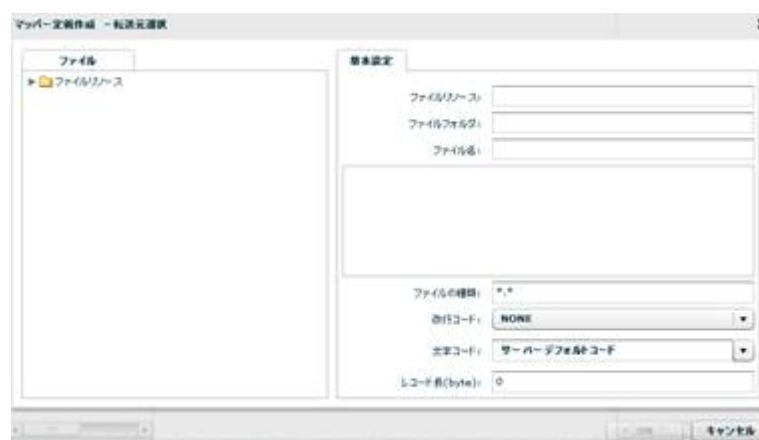 マッパー定義作成 -転送元選択
ファイル
ファイルリソース
基本設定
ファイルリソース:
ファイルフォルダ:
ファイル名:
ファイルの種類: *.*
改行コード: NONE
文字コード: サーバーデフォルトコード
レコード長(byte): 0
キャンセル